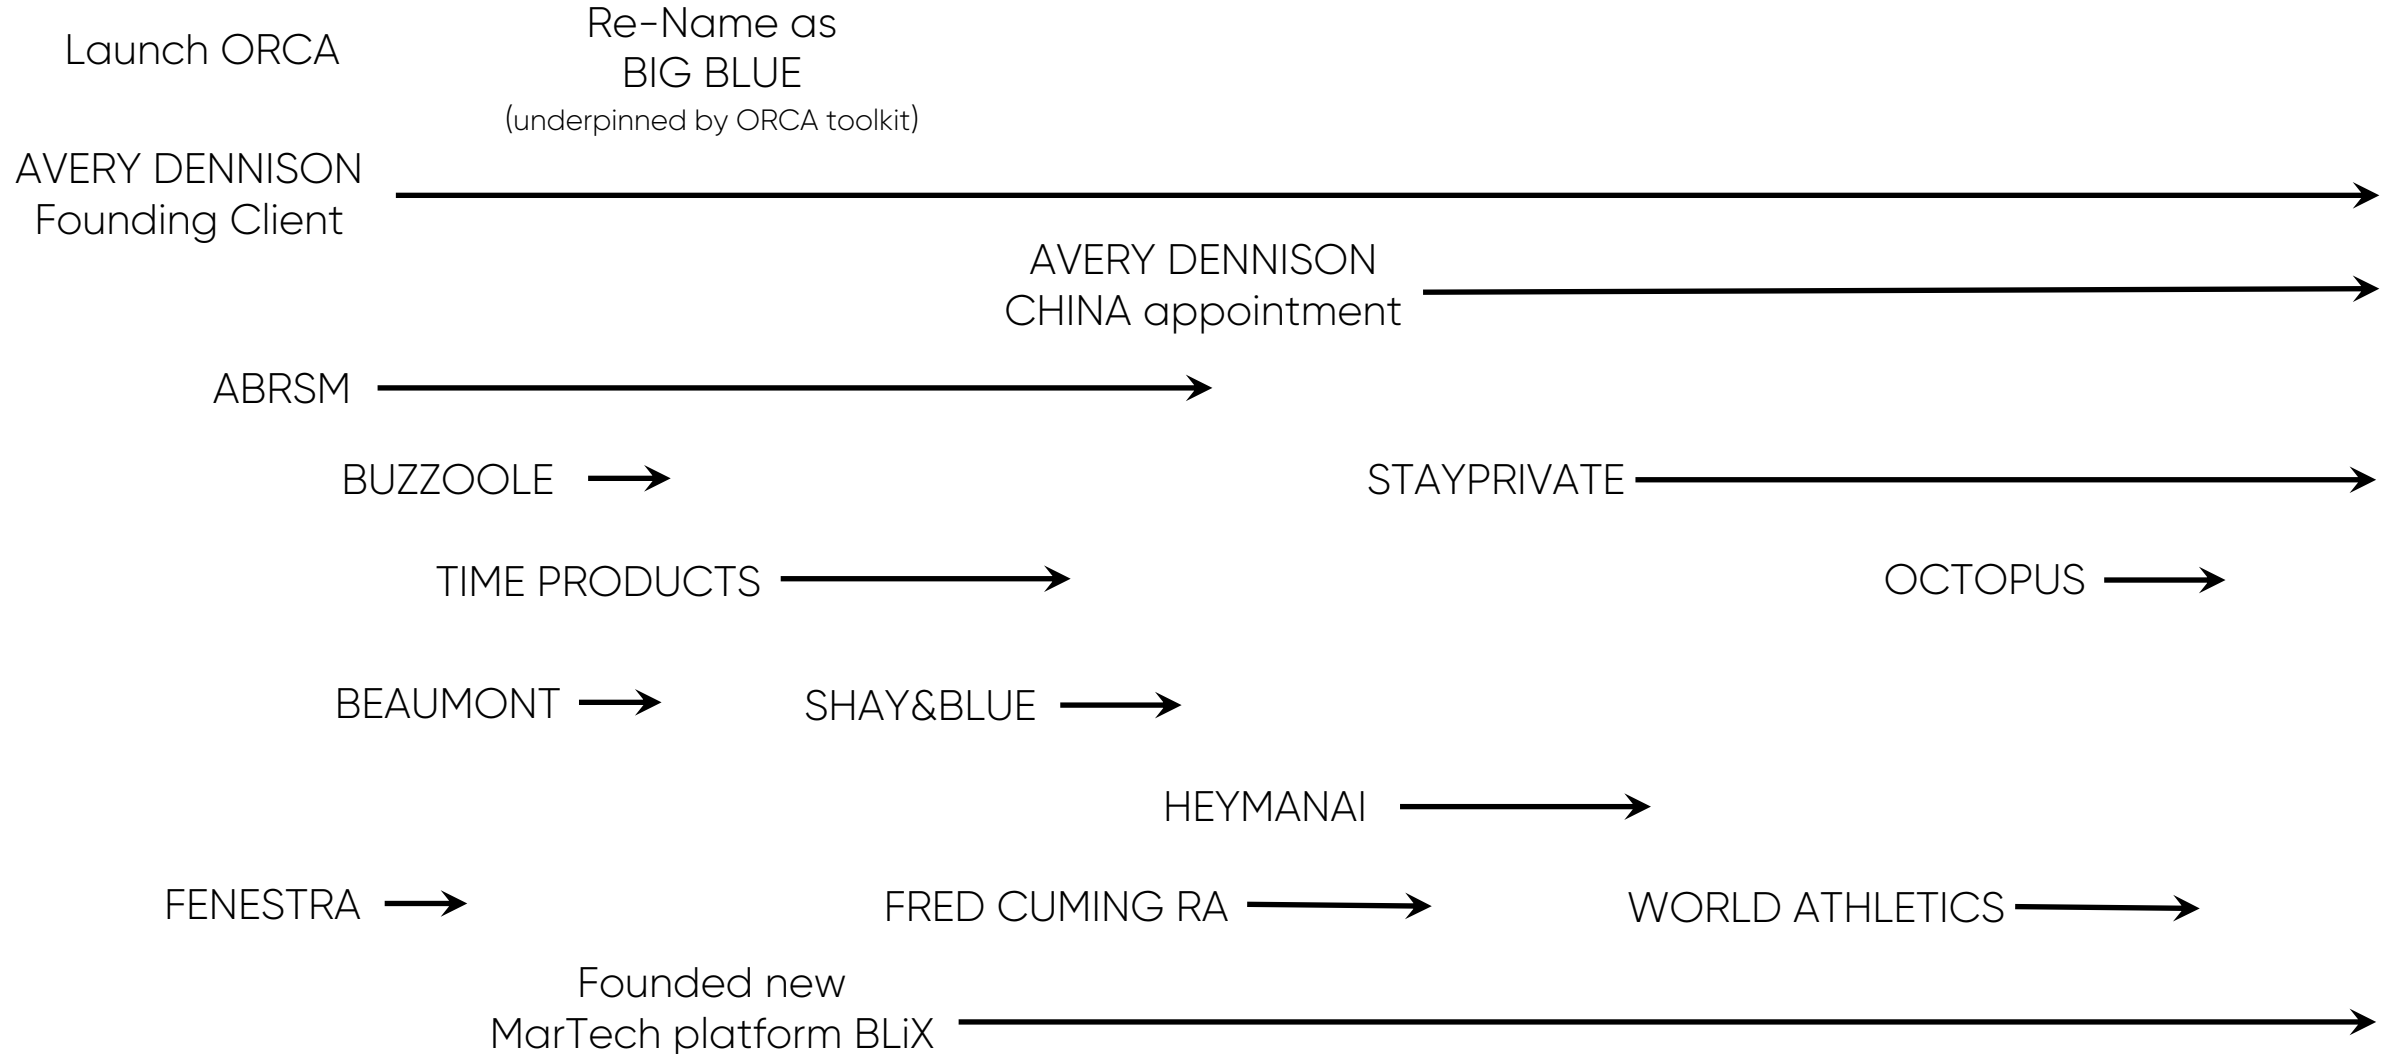 Launch ORCA
Re-Name as
BIG BLUE
(underpinned by ORCA toolkit)
AVERY DENNISON
Founding Client
AVERY DENNISON
CHINA appointment
ABRSM
BUZZOOLE
STAYPRIVATE
TIME PRODUCTS
OCTOPUS
BEAUMONT
SHAY&BLUE
HEYMANAI
FENESTRA
FRED CUMING RA
WORLD ATHLETICS
Founded new
MarTech platform BLiX